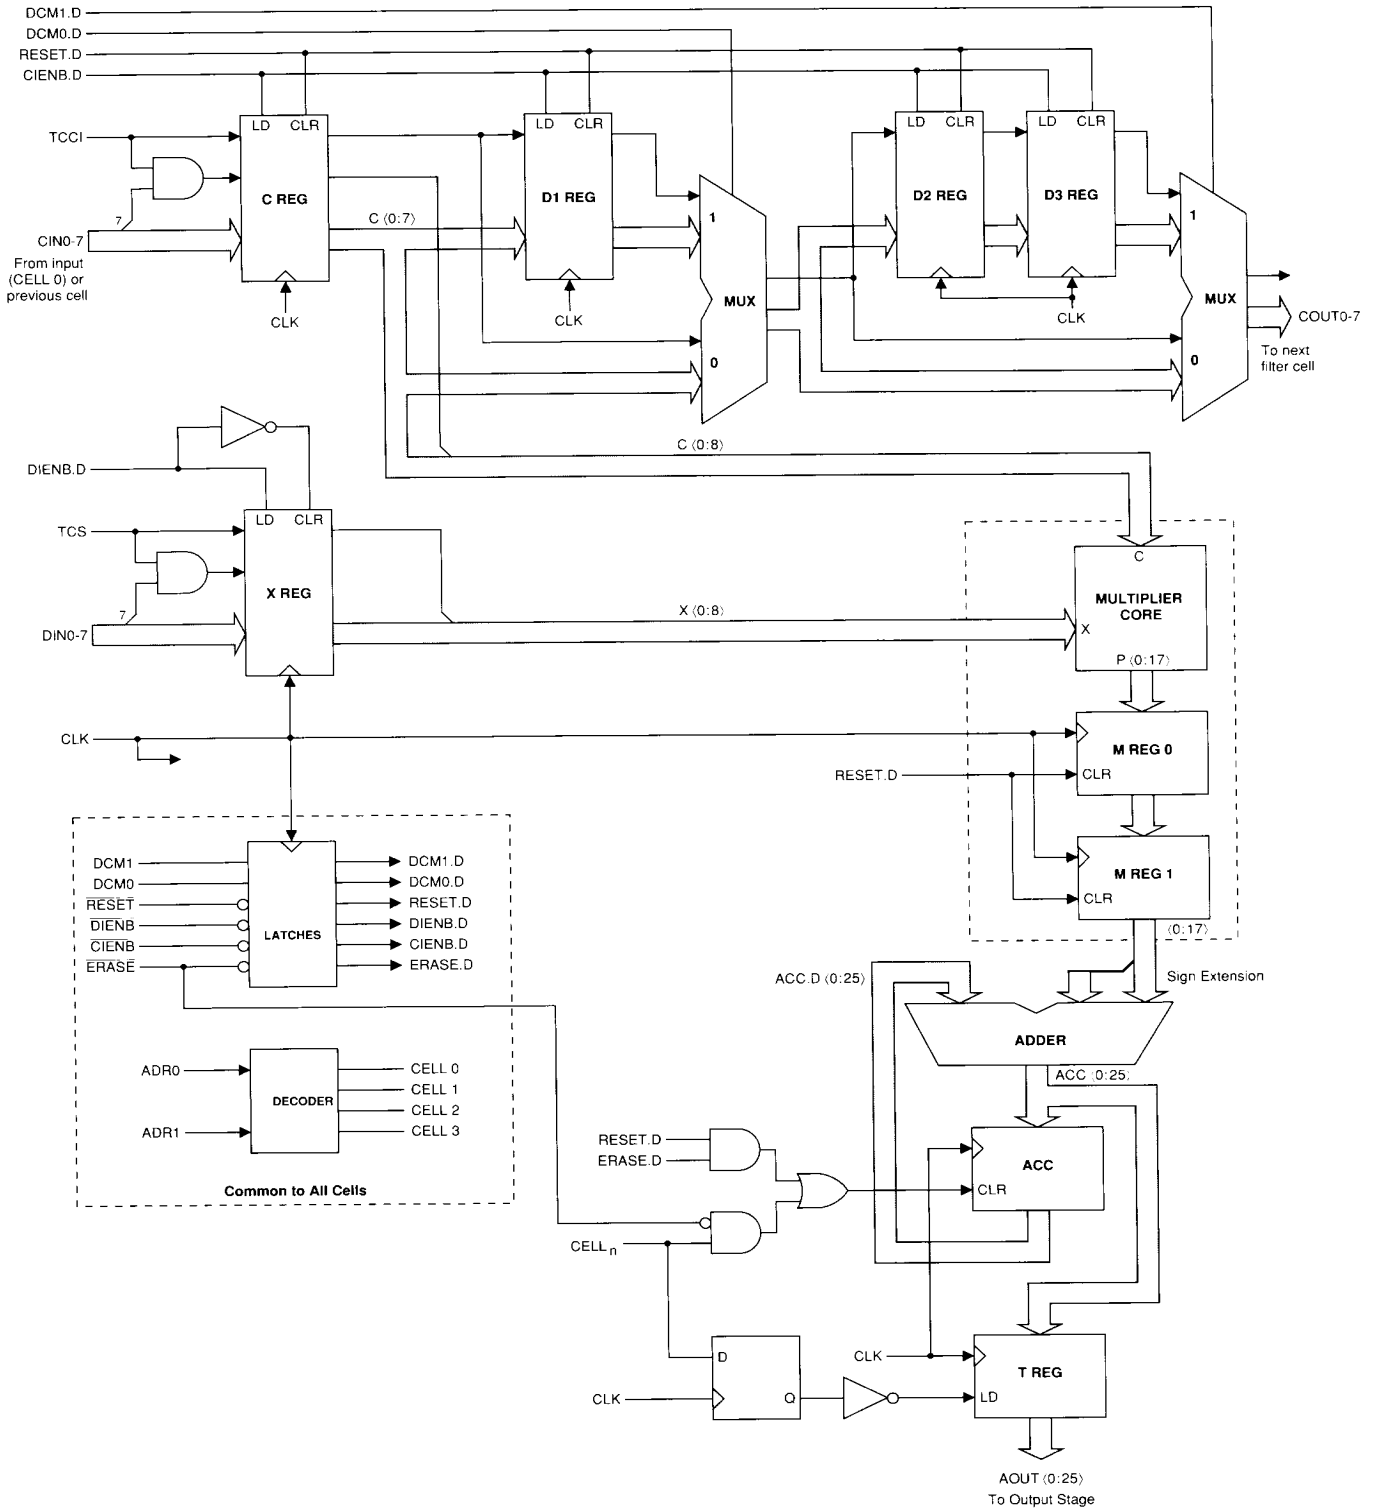 DCM1.D
DCM0.D
RESET.D
CIENB.D
TCCI
7
CIN0-7
From input
(CELL 0) or
previous cell
LD CLR
C REG
CLK
C (0:7)
LD CLR
D1 REG
CLK
1
MUX
0
LD CLR
D2 REG
LD CLR
D3 REG
CLK
1
MUX
0
COUT0-7
To next
filter cell
C (0:8)
DIENB.D
TCS
7
DIN0-7
LD CLR
X REG
X (0:8)
C
MULTIPLIER
CORE
X
P (0:17)
CLK
M REG 0
RESET.D
CLR
M REG 1
CLR
(0:17)
DCM1
DCM0
RESET
DIENB
CIENB
ERASE
LATCHES
DCM1.D
DCM0.D
RESET.D
DIENB.D
CIENB.D
ERASE.D
ACC.D (0:25)
Sign Extension
ADDER
ACC (0:25)
ADR0
ADR1
DECODER
CELL 0
CELL 1
CELL 2
CELL 3
Common to All Cells
RESET.D
ERASE.D
CELLn
ACC
CLR
CLK
D
Q
CLK
T REG
LD
AOUT (0:25)
To Output Stage